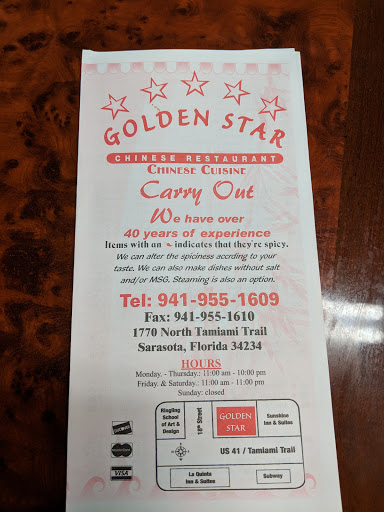 GOLDEN STAR
CHINESE RESTAURANT
CHINESE CUISINE
Carry Out
We have over
40 years of experience
Items with an indicates that they're spicy.
We can alter the spiciness accrding to your
taste. We can also make dishes without salt
and/or MSG. Steaming is also an option.
Tel: 941-955-1609
Fax: 941-955-1610
1770 North Tamiami Trail
Sarasota, Florida 34234
HOURS
Monday. - Thursday.: 11:00 am - 10:00 pm
Friday. & Saturday.: 11:00 am - 11:00 pm
Sunday: closed
Ringling
School
of Art &
Design
18th Street
GOLDEN
STAR
Sunshine
Inn & Suites
US 41 / Tamiami Trail
La Quinta
Inn & Suites
Subway
VISA